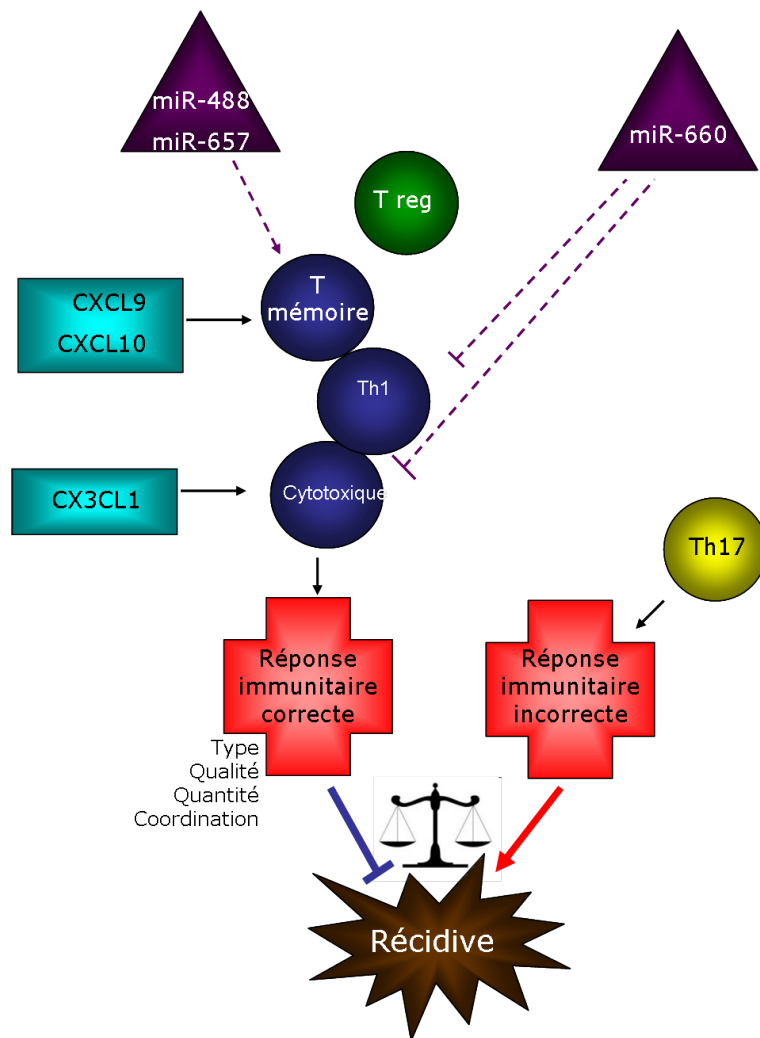 miR-488
miR-657
miR-660
T reg
T
mémoire
CXCL9
CXCL10
Th1
CX3CL1
Cytotoxique
Th17
Réponse
immunitaire
correcte
Réponse
immunitaire
incorrecte
Type
Qualité
Quantité
Coordination
Récidive